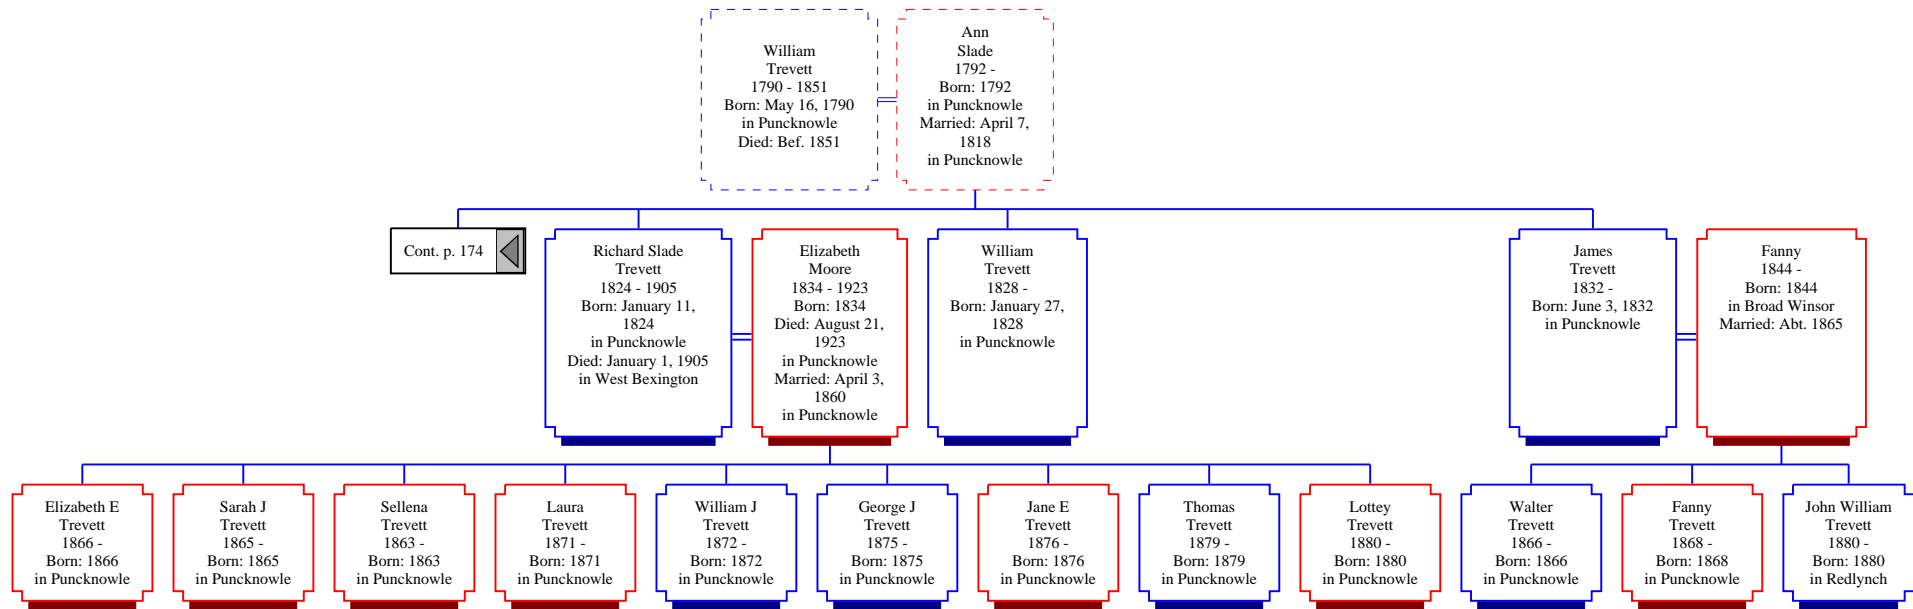 William
Trevett
1790 - 1851
Born: May 16, 1790
in Puncknowle
Died: Bef. 1851
Ann
Slade
1792 -
Born: 1792
in Puncknowle
Married: April 7,
1818
in Puncknowle
Cont. p. 174
Richard Slade
Trevett
1824 - 1905
Born: January 11,
1824
in Puncknowle
Died: January 1, 1905
in West Bexington
Elizabeth
Moore
1834 - 1923
Born: 1834
Died: August 21,
1923
in Puncknowle
Married: April 3,
1860
in Puncknowle
William
Trevett
1828 -
Born: January 27,
1828
in Puncknowle
James
Trevett
1832 -
Born: June 3, 1832
in Puncknowle
Fanny
1844 -
Born: 1844
in Broad Winsor
Married: Abt. 1865
Elizabeth E
Trevett
1866 -
Born: 1866
in Puncknowle
Sarah J
Trevett
1865 -
Born: 1865
in Puncknowle
Sellena
Trevett
1863 -
Born: 1863
in Puncknowle
Laura
Trevett
1871 -
Born: 1871
in Puncknowle
William J
Trevett
1872 -
Born: 1872
in Puncknowle
George J
Trevett
1875 -
Born: 1875
in Puncknowle
Jane E
Trevett
1876 -
Born: 1876
in Puncknowle
Thomas
Trevett
1879 -
Born: 1879
in Puncknowle
Lottey
Trevett
1880 -
Born: 1880
in Puncknowle
Walter
Trevett
1866 -
Born: 1866
in Puncknowle
Fanny
Trevett
1868 -
Born: 1868
in Puncknowle
John William
Trevett
1880 -
Born: 1880
in Redlynch